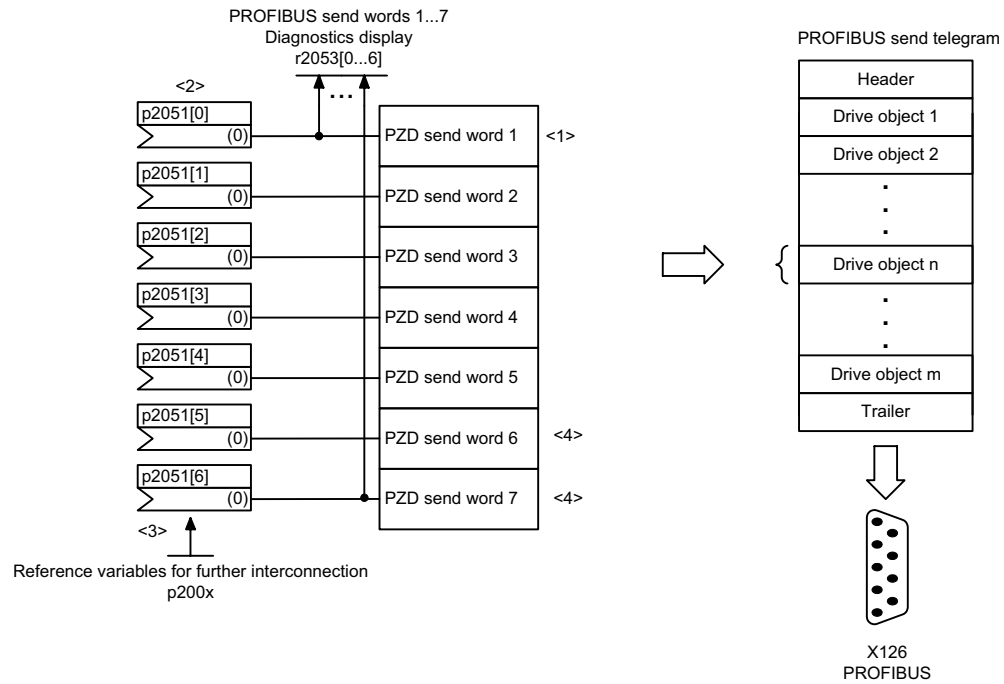 PROFIBUS send words 1...7
Diagnostics display
r2053[0...6]
...
<2>
p2051[0]
(0)
PZD send word 1
<1>
p2051[1]
(0)
PZD send word 2
p2051[2]
(0)
PZD send word 3
p2051[3]
(0)
PZD send word 4
p2051[4]
(0)
PZD send word 5
p2051[5]
(0)
PZD send word 6
<4>
p2051[6]
(0)
PZD send word 7
<4>
<3>
Reference variables for further interconnection
p200x
PROFIBUS send telegram
Header
Drive object 1
Drive object 2
Drive object n
Drive object m
Trailer
X126
PROFIBUS